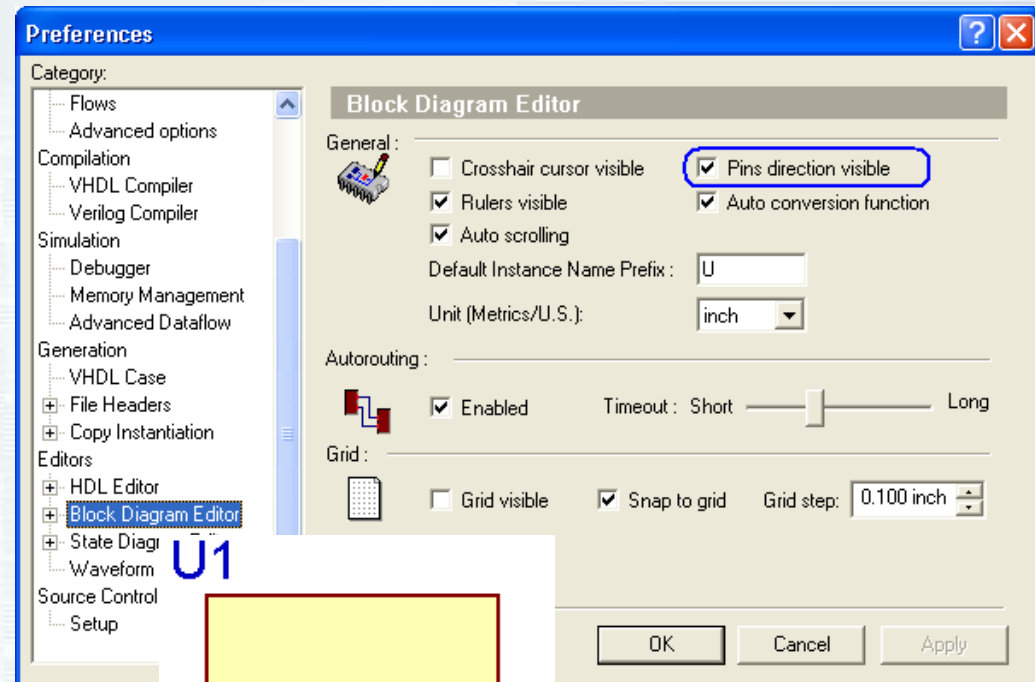 Preferences
Category:
Flows
Advanced options
Compilation
VHDL Compiler
Verilog Compiler
Simulation
Debugger
Memory Management
Advanced Dataflow
Generation
VHDL Case
File Headers
Copy Instantiation
Editors
HDL Editor
Block Diagram Editor
State Diagr
Waveform
Source Control
Setup
Block Diagram Editor
General :
Crosshair cursor visible
Pins direction visible
Rulers visible
Auto conversion function
Auto scrolling
Default Instance Name Prefix : U
Unit (Metrics/U.S.): inch
Autorouting :
Enabled Timeout : Short Long
Grid :
Grid visible Snap to grid Grid step: 0.100 inch
U1
OK Cancel Apply